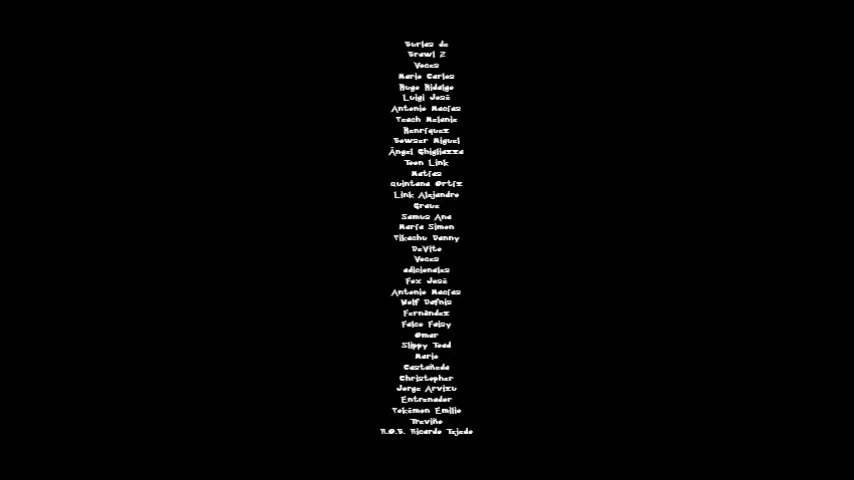 Burlas de
Brawl 2
Voces
Mario Carlos
Hugo Hidalgo
Luigi José
Antonio Macías
Peach Melanie
Henríquez
Bowser Miguel
Ángel Ghigliazza
Toon Link
Matías
Quintana Ortíz
Link Alejandro
Graue
Samus Ana
María Simon
Pikachu Danny
DeVito
Voces
adicionales
Fox José
Antonio Macías
Wolf Dafnis
Fernández
Falco
Omar
Slippy Toad
Mario
Castañeda
Christopher
Jorge Arvizu
Entrenador
Pokémon Emilio
Treviño
R.O.B. Ricardo Tejedo